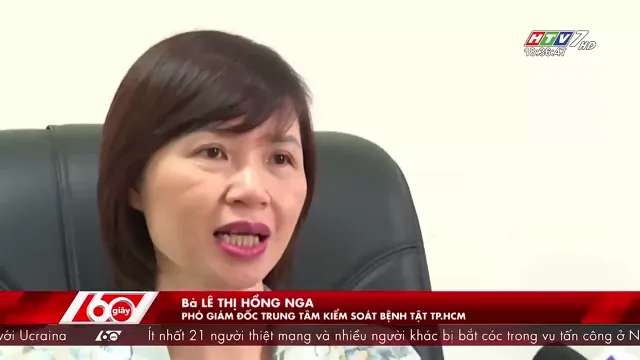 HTV7 HD
18:36:47
Bà LÊ THỊ HỒNG NGA
PHÓ GIÁM ĐỐC TRUNG TÂM KIỂM SOÁT BỆNH TẬT TP.HCM
60 giây
với Ucraina 60s Ít nhất 21 người thiệt mạng và nhiều người khác bị bắt cóc trong vụ tấn công ở N